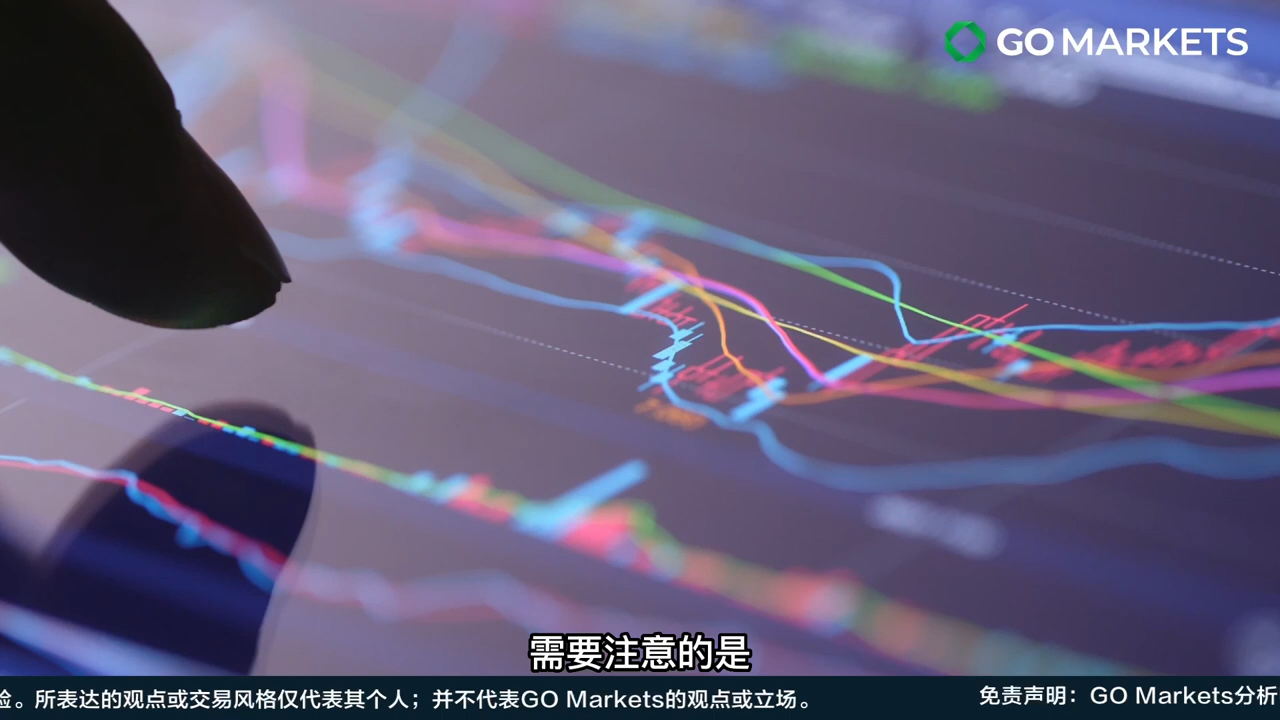 GO MARKETS
需要注意的是
险。所表达的观点或交易风格仅代表其个人；并不代表GO Markets的观点或立场。 免责声明：GO Markets分析